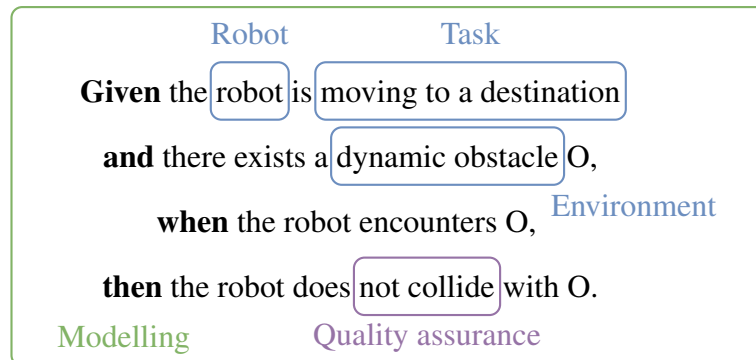 Robot Task
Given the robot is moving to a destination
and there exists a dynamic obstacle O,
Environment
when the robot encounters O,
then the robot does not collide with O.
Modelling Quality assurance